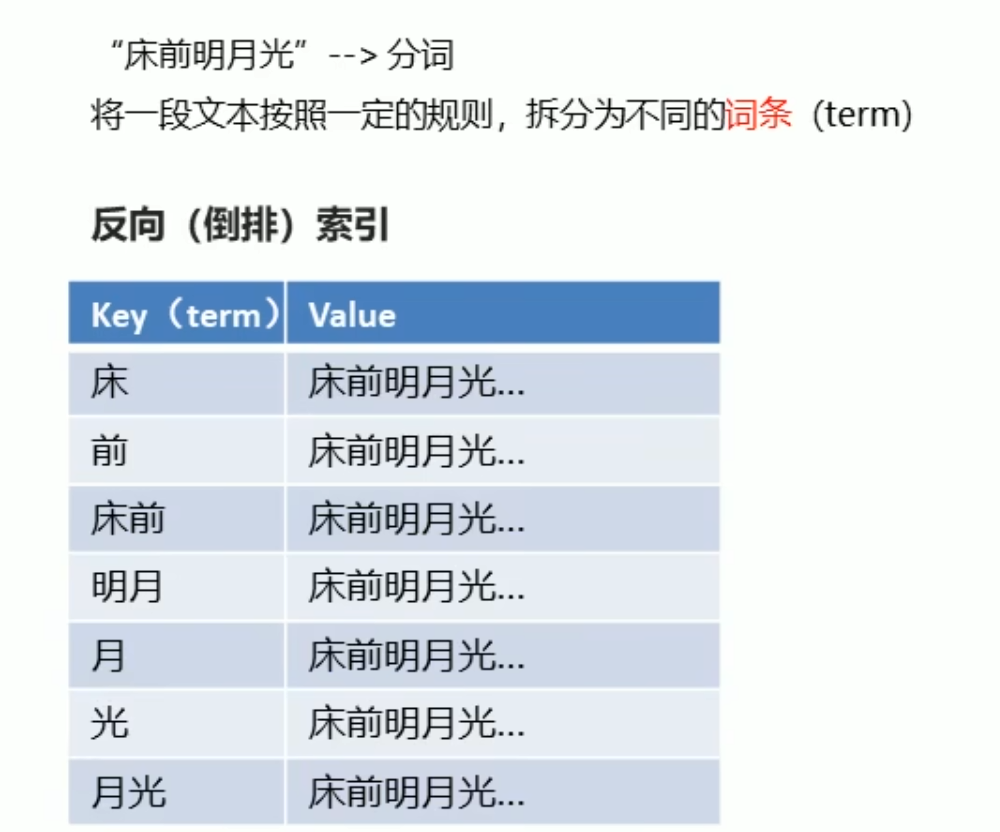 “床前明月光” --> 分词
将一段文本按照一定的规则，拆分为不同的词条（term）
反向（倒排）索引
Key（term） Value
床 床前明月光...
前 床前明月光...
床前 床前明月光...
明月 床前明月光...
月 床前明月光...
光 床前明月光...
月光 床前明月光...